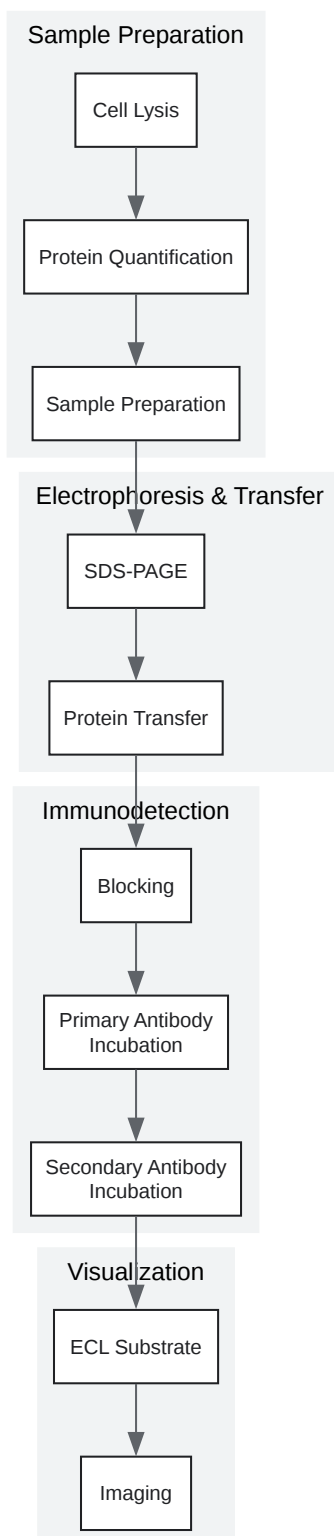 Sample Preparation
Cell Lysis
Protein Quantification
Sample Preparation
Electrophoresis & Transfer
SDS-PAGE
Protein Transfer
Immunodetection
Blocking
Primary Antibody
Incubation
Secondary Antibody
Incubation
Visualization
ECL Substrate
Imaging